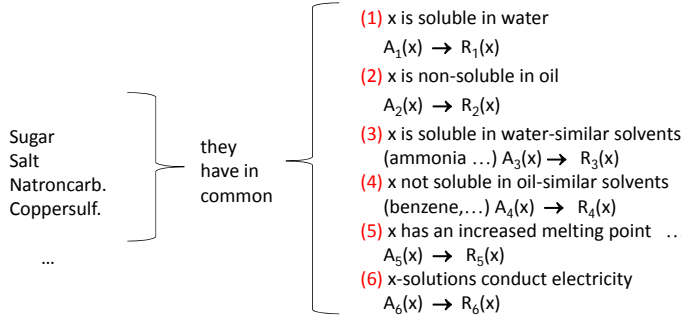 Sugar
Salt
Natroncarb.
Coppersulf.
...
they
have in
common
(1) x is soluble in water
A₁(x) → R₁(x)
(2) x is non-soluble in oil
A₂(x) → R₂(x)
(3) x is soluble in water-similar solvents
(ammonia …) A₃(x) → R₃(x)
(4) x not soluble in oil-similar solvents
(benzene,…) A₄(x) → R₄(x)
(5) x has an increased melting point …
A₅(x) → R₅(x)
(6) x-solutions conduct electricity
A₆(x) → R₆(x)